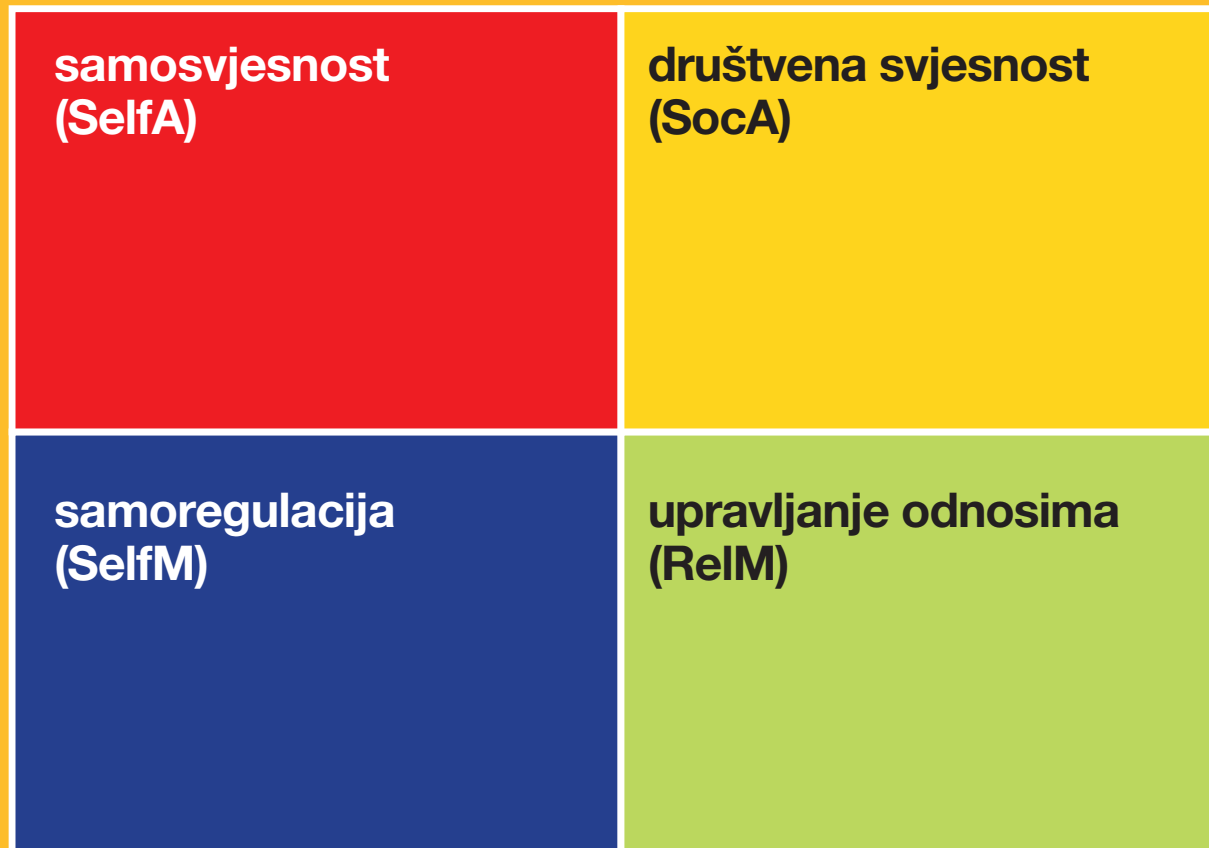 samosvjesnost
(SelfA)
društvena svjesnost
(SocA)
samoregulacija
(SelfM)
upravljanje odnosima
(RelM)